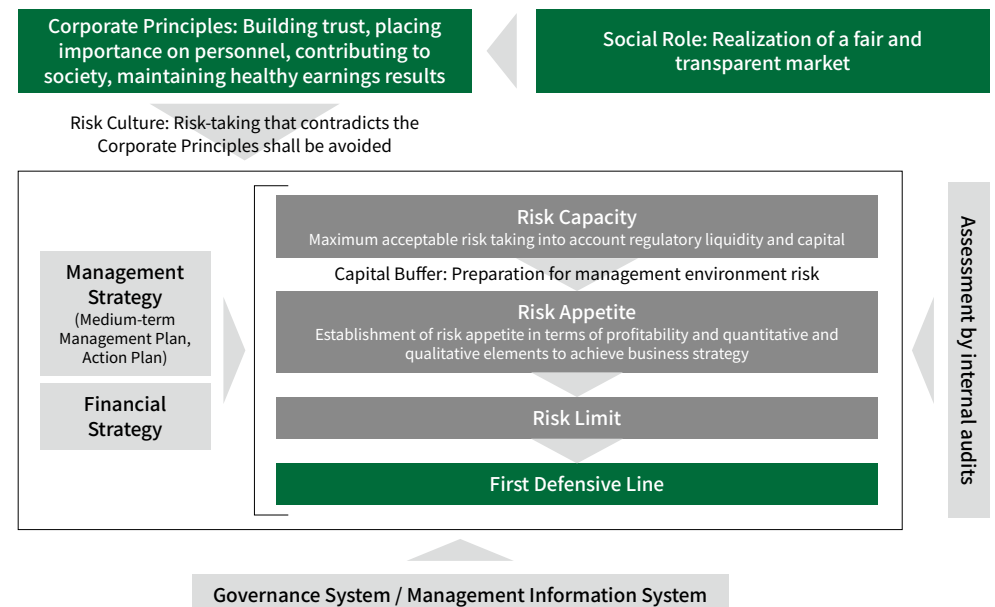 Corporate Principles: Building trust, placing
importance on personnel, contributing to
society, maintaining healthy earnings results
Social Role: Realization of a fair and
transparent market
Risk Culture: Risk-taking that contradicts the
Corporate Principles shall be avoided
Management
Strategy
(Medium-term
Management Plan,
Action Plan)
Financial
Strategy
Risk Capacity
Maximum acceptable risk taking into account regulatory liquidity and capital
Capital Buffer: Preparation for management environment risk
Risk Appetite
Establishment of risk appetite in terms of profitability and quantitative and
qualitative elements to achieve business strategy
Risk Limit
First Defensive Line
Assessment by internal audits
Governance System / Management Information System